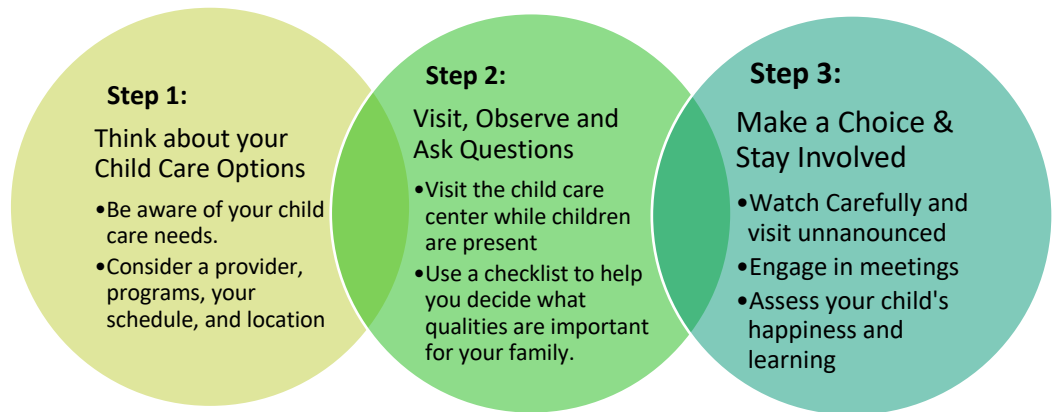 Step 1:
Think about your
Child Care Options
•Be aware of your child
care needs.
•Consider a provider,
programs, your
schedule, and location
Step 2:
Visit, Observe and
Ask Questions
•Visit the child care
center while children
are present
•Use a checklist to help
you decide what
qualities are important
for your family.
Step 3:
Make a Choice &
Stay Involved
•Watch Carefully and
visit unnanounced
•Engage in meetings
•Assess your child's
happiness and
learning